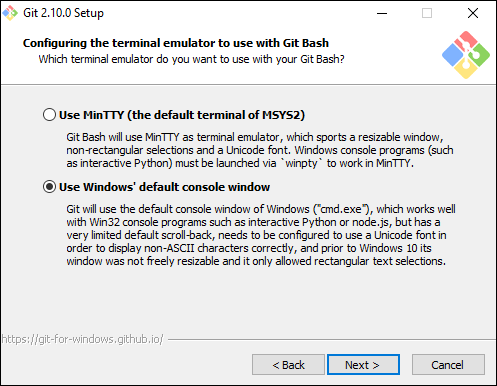 Git 2.10.0 Setup
Configuring the terminal emulator to use with Git Bash
Which terminal emulator do you want to use with your Git Bash?
Use MinTTY (the default terminal of MSYS2)
Git Bash will use MinTTY as terminal emulator, which sports a resizable window,
non-rectangular selections and a Unicode font. Windows console programs (such
as interactive Python) must be launched via `winpty` to work in MinTTY.
Use Windows' default console window
Git will use the default console window of Windows ("cmd.exe"), which works well
with Win32 console programs such as interactive Python or node.js, but has a
very limited default scroll-back, needs to be configured to use a Unicode font in
order to display non-ASCII characters correctly, and prior to Windows 10 its
window was not freely resizable and it only allowed rectangular text selections.
https://git-for-windows.github.io/
< Back
Next >
Cancel